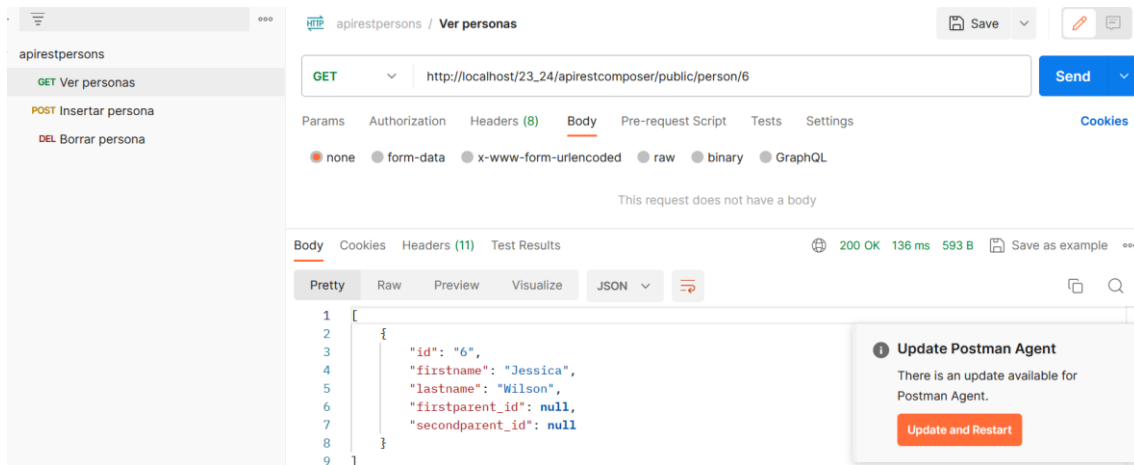 ooo
apirestpersons
GET Ver personas
POST Insertar persona
DEL Borrar persona
HTTP apirestpersons / Ver personas
Save
GET http://localhost/23_24/apirestcomposer/public/person/6 Send
Params Authorization Headers (8) Body Pre-request Script Tests Settings Cookies
none form-data x-www-form-urlencoded raw binary GraphQL
This request does not have a body
Body Cookies Headers (11) Test Results 200 OK 136 ms 593 B Save as example
Pretty Raw Preview Visualize JSON
1 [
2 {
3 "id": "6",
4 "firstname": "Jessica",
5 "lastname": "Wilson",
6 "firstparent_id": null,
7 "secondparent_id": null
8 }
9 ]
Update Postman Agent
There is an update available for
Postman Agent.
Update and Restart